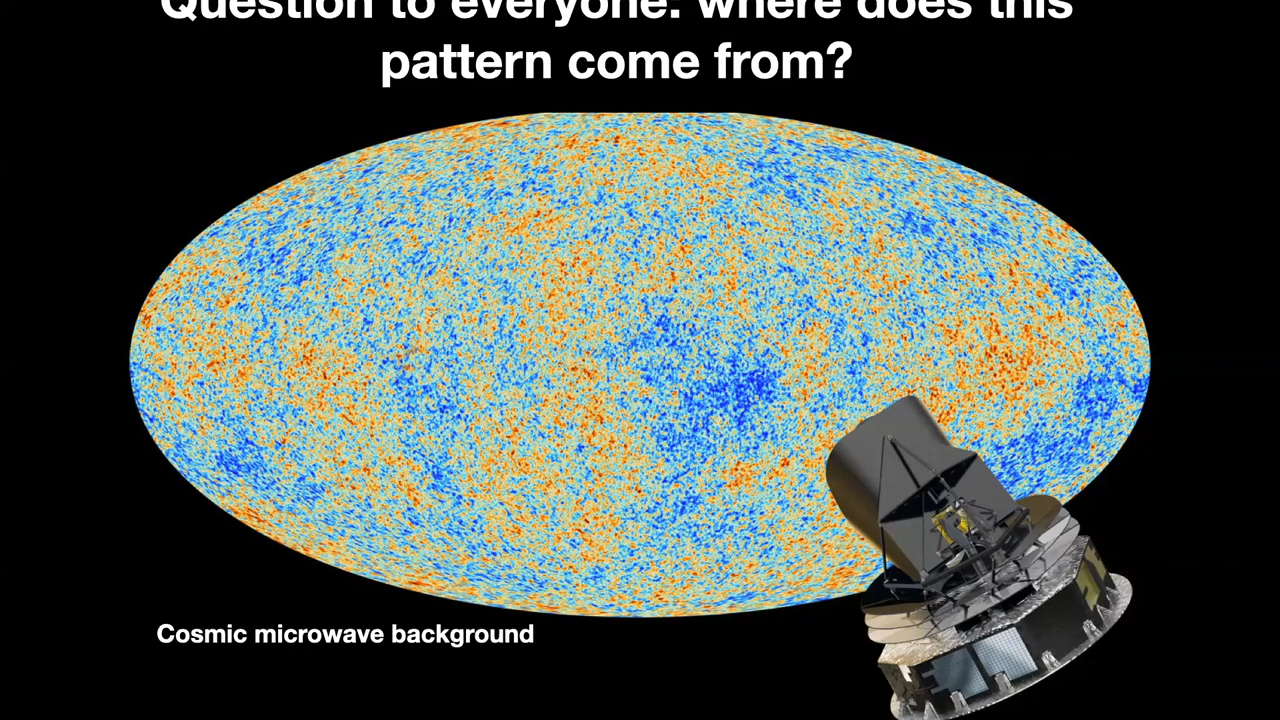 Question to everyone: where does this
pattern come from?
Cosmic microwave background